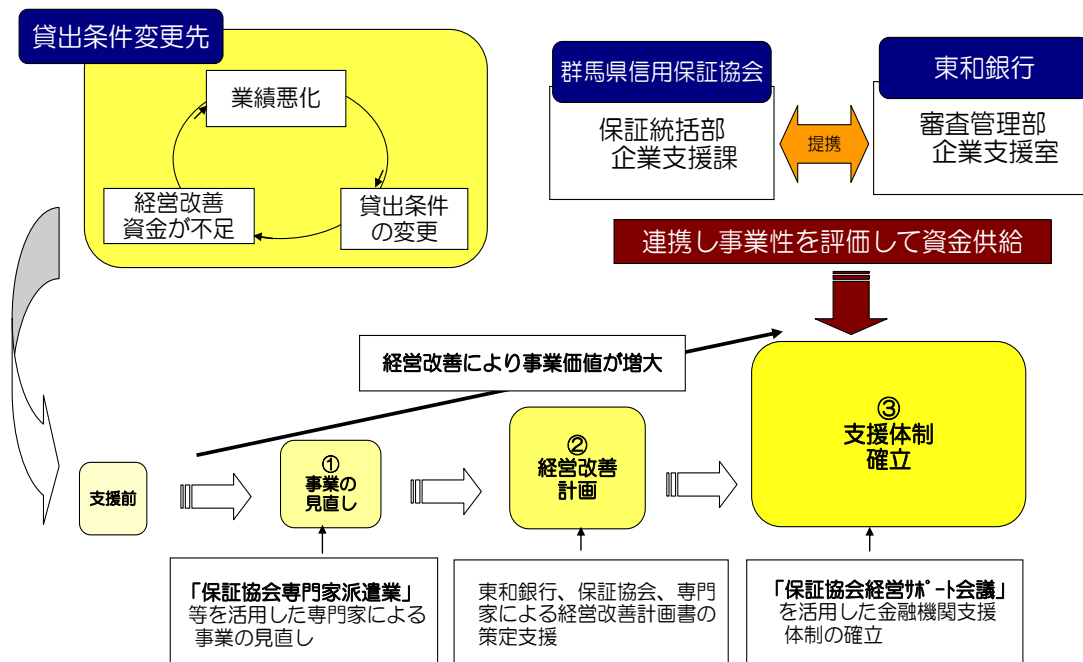 貸出条件変更先
業績悪化
経営改善
資金が不足
貸出条件
の変更
群馬県信用保証協会
保証統括部
企業支援課
提携
東和銀行
審査管理部
企業支援室
連携し事業性を評価して資金供給
経営改善により事業価値が増大
支援前
①
事業の
見直し
②
経営改善
計画
③
支援体制
確立
「保証協会専門家派遣業」
等を活用した専門家による
事業の見直し
東和銀行、保証協会、専門
家による経営改善計画書の
策定支援
「保証協会経営ｻﾎﾟｰﾄ会議」
を活用した金融機関支援
体制の確立